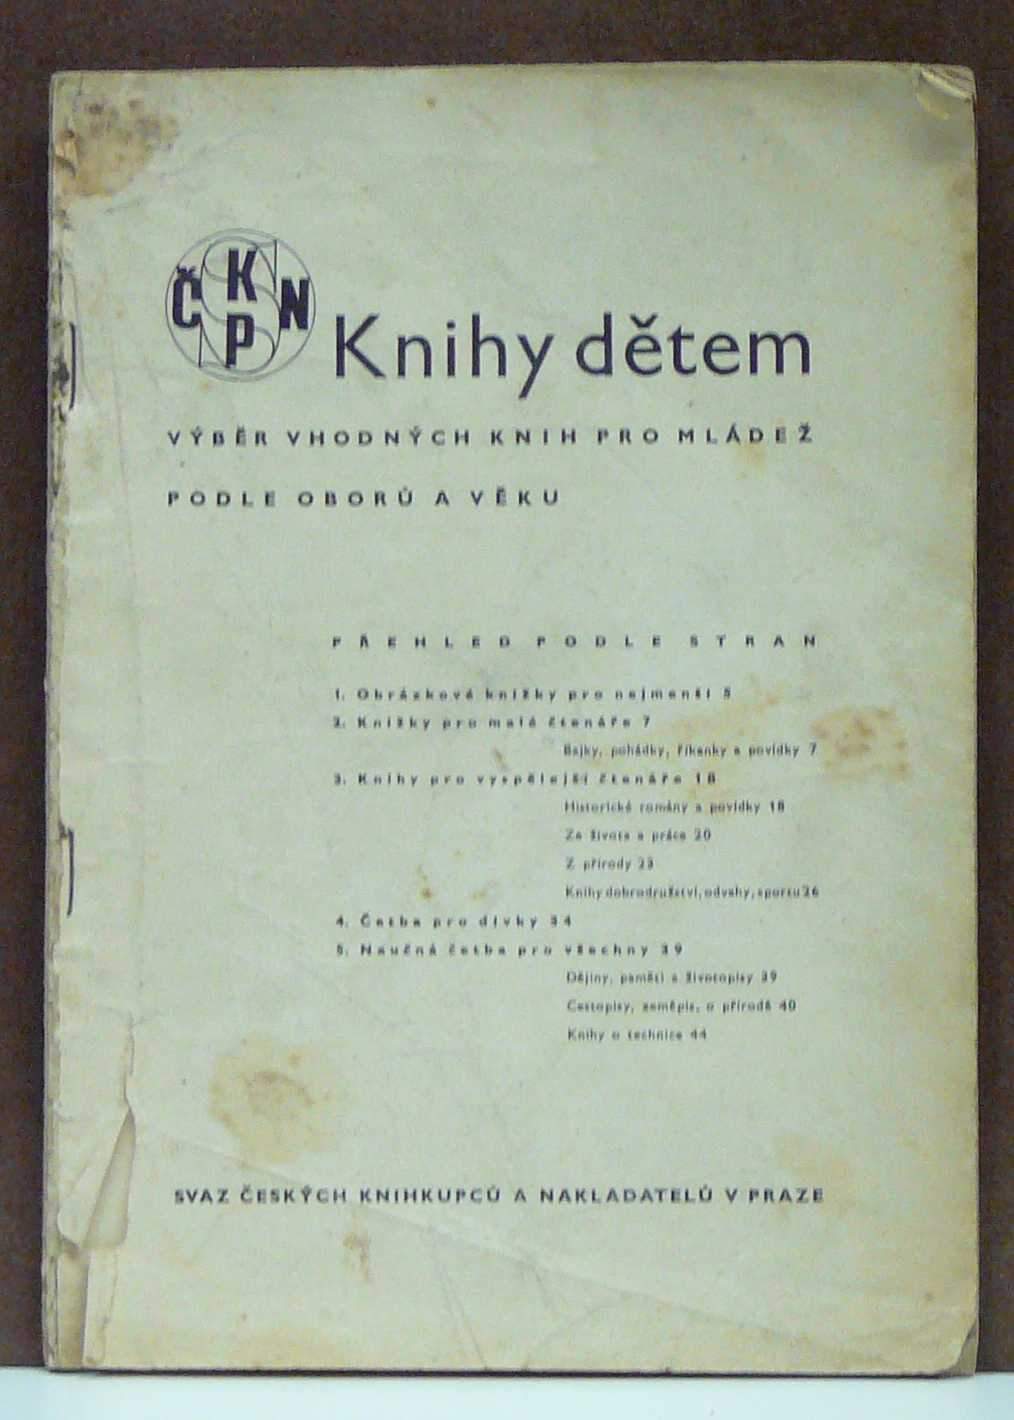 Č K P N
Knihy dětem
VÝBĚR VHODNÝCH KNIH PRO MLÁDEŽ
PODLE OBORŮ A VĚKU
PŘEHLED PODLE STRAN
1. Obrázkové knížky pro nejmenší 5
2. Knížky pro malé čtenáře 7
Bajky, pohádky, říkanky a povídky 7
3. Knihy pro vyspělejší čtenáře 18
Historické romány a povídky 18
Ze života a práce 20
Z přírody 23
Knihy dobrodružství, odvahy, sportu 26
4. Četba pro dívky 34
5. Naučná četba pro všechny 39
Dějiny, paměti a životopisy 39
Cestopisy, zeměpis, o přírodě 40
Knihy o technice 44
SVAZ ČESKÝCH KNIHKUPCŮ A NAKLADATELŮ V PRAZE